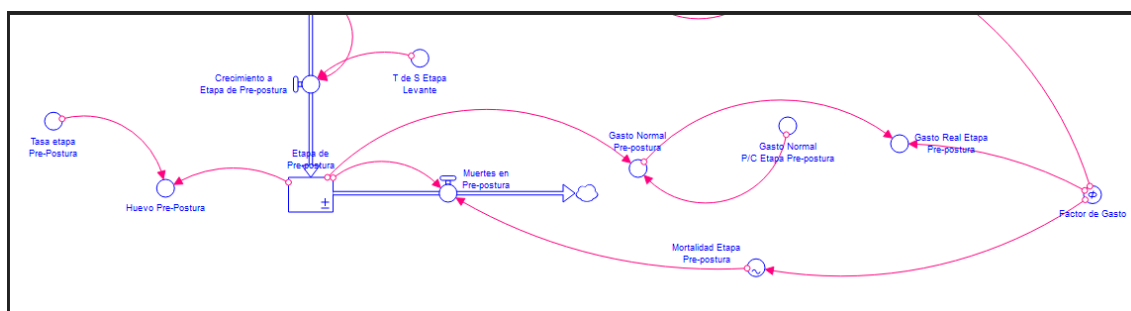 Crecimiento a
Etapa de Pre-postura
T de S Etapa
Levante
Tasa etapa
Pre-Postura
Huevo Pre-Postura
Etapa de
Pre-postura
Muertes en
Pre-postura
Gasto Normal
Pre-postura
Gasto Normal
P/C Etapa Pre-postura
Gasto Real Etapa
Pre-postura
Factor de Gasto
Mortalidad Etapa
Pre-postura